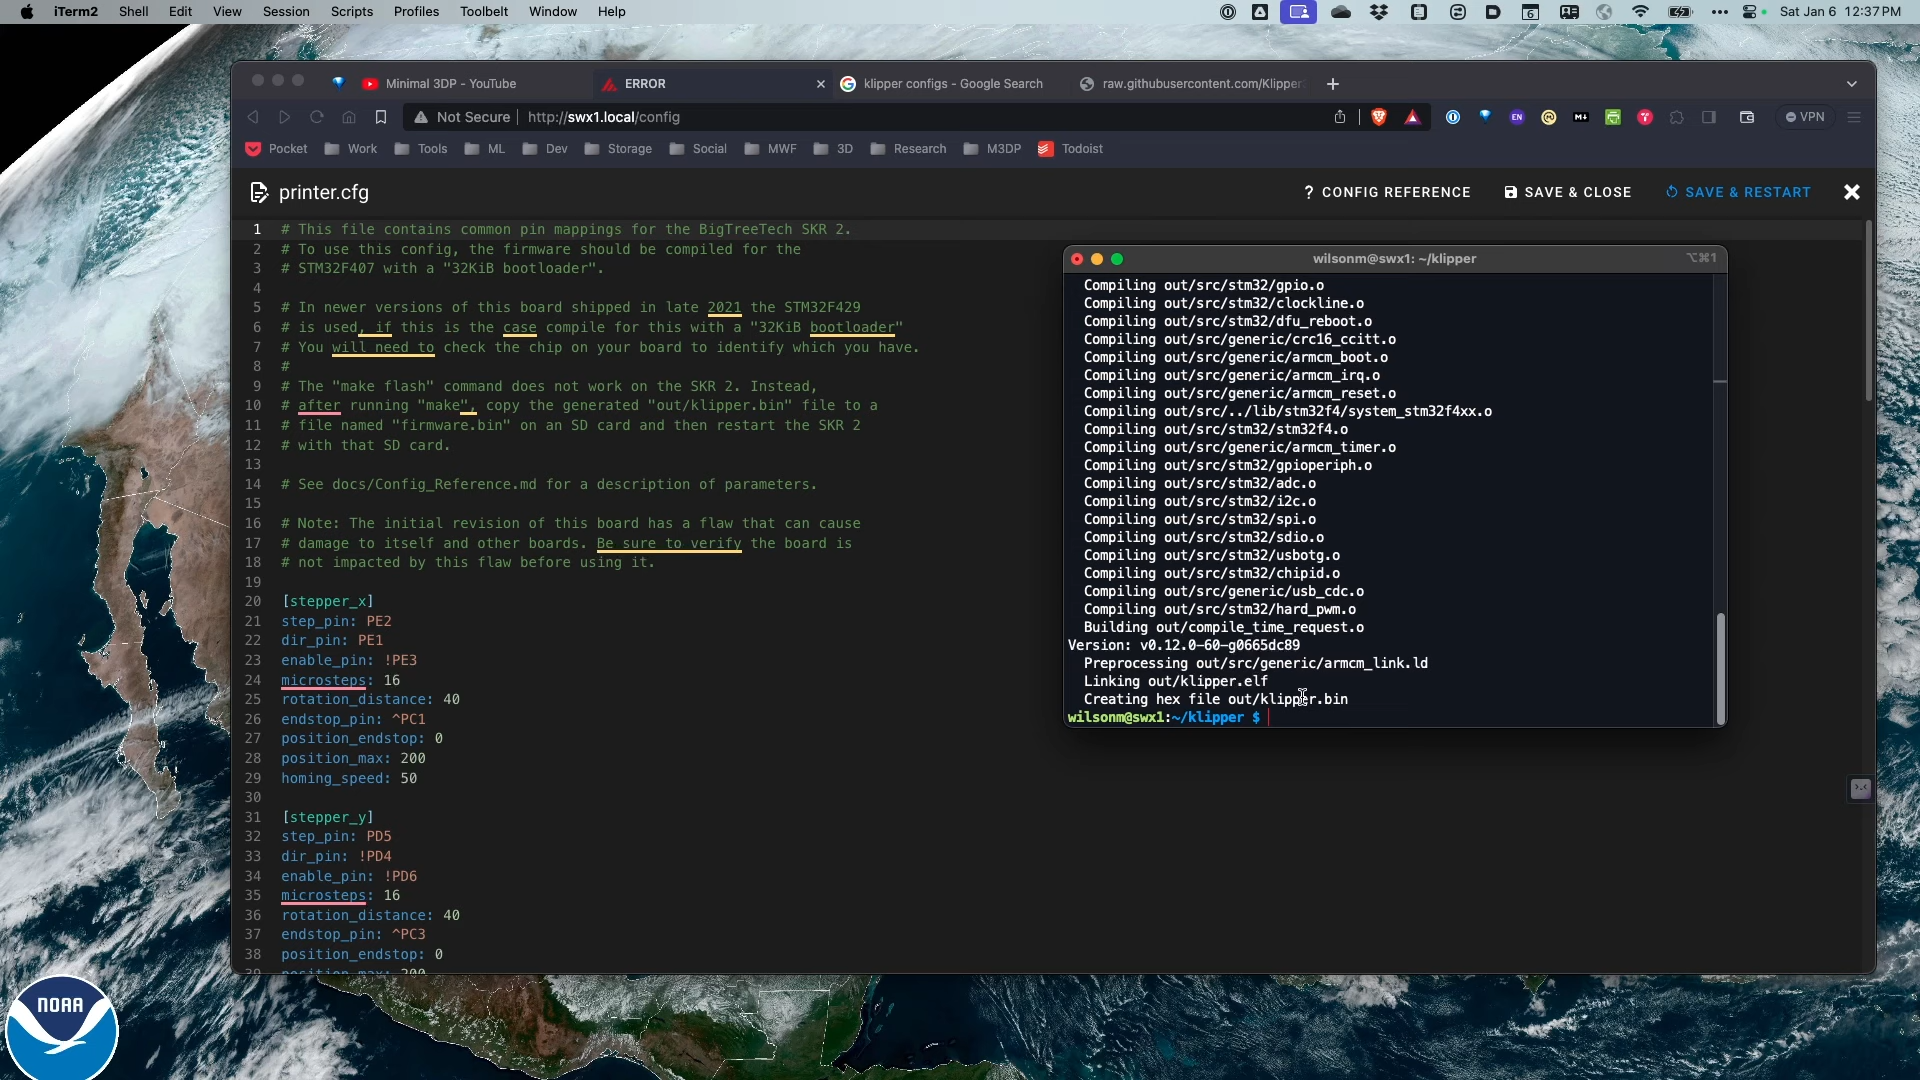 iTerm2 Shell Edit View Session Scripts Profiles Toolbelt Window Help
6 Sat Jan 6 12:37 PM
Minimal 3DP - YouTube
ERROR
klipper configs - Google Search
raw.githubusercontent.com/Klipper
Not Secure http://swx1.local/config
EN
VPN
Pocket Work Tools ML Dev Storage Social MWF 3D Research M3DP Todoist
printer.cfg
? CONFIG REFERENCE SAVE & CLOSE SAVE & RESTART
1 # This file contains common pin mappings for the BigTreeTech SKR 2.
2 # To use this config, the firmware should be compiled for the
3 # STM32F407 with a "32KiB bootloader".
4
5 # In newer versions of this board shipped in late 2021 the STM32F429
6 # is used, if this is the case compile for this with a "32KiB bootloader"
7 # You will need to check the chip on your board to identify which you have.
8 #
9 # The "make flash" command does not work on the SKR 2. Instead,
10 # after running "make", copy the generated "out/klipper.bin" file to a
11 # file named "firmware.bin" on an SD card and then restart the SKR 2
12 # with that SD card.
13
14 # See docs/Config_Reference.md for a description of parameters.
15
16 # Note: The initial revision of this board has a flaw that can cause
17 # damage to itself and other boards. Be sure to verify the board is
18 # not impacted by this flaw before using it.
19
20 [stepper_x]
21 step_pin: PE2
22 dir_pin: PE1
23 enable_pin: !PE3
24 microsteps: 16
25 rotation_distance: 40
26 endstop_pin: ^PC1
27 position_endstop: 0
28 position_max: 200
29 homing_speed: 50
30
31 [stepper_y]
32 step_pin: PD5
33 dir_pin: !PD4
34 enable_pin: !PD6
35 microsteps: 16
36 rotation_distance: 40
37 endstop_pin: ^PC3
38 position_endstop: 0
39 position_max: 200
wilsonm@swx1: ~/klipper
⌥⌘1
Compiling out/src/stm32/gpio.o
Compiling out/src/stm32/clockline.o
Compiling out/src/stm32/dfu_reboot.o
Compiling out/src/generic/crc16_ccitt.o
Compiling out/src/generic/armcm_boot.o
Compiling out/src/generic/armcm_irq.o
Compiling out/src/generic/armcm_reset.o
Compiling out/src/../lib/stm32f4/system_stm32f4xx.o
Compiling out/src/stm32/stm32f4.o
Compiling out/src/generic/armcm_timer.o
Compiling out/src/stm32/gpioperiph.o
Compiling out/src/stm32/adc.o
Compiling out/src/stm32/i2c.o
Compiling out/src/stm32/spi.o
Compiling out/src/stm32/sdio.o
Compiling out/src/stm32/usbotg.o
Compiling out/src/stm32/chipid.o
Compiling out/src/generic/usb_cdc.o
Compiling out/src/stm32/hard_pwm.o
Building out/compile_time_request.o
Version: v0.12.0-60-g0665dc89
Preprocessing out/src/generic/armcm_link.ld
Linking out/klipper.elf
Creating hex file out/klipper.bin
wilsonm@swx1:~/klipper $
NOAA